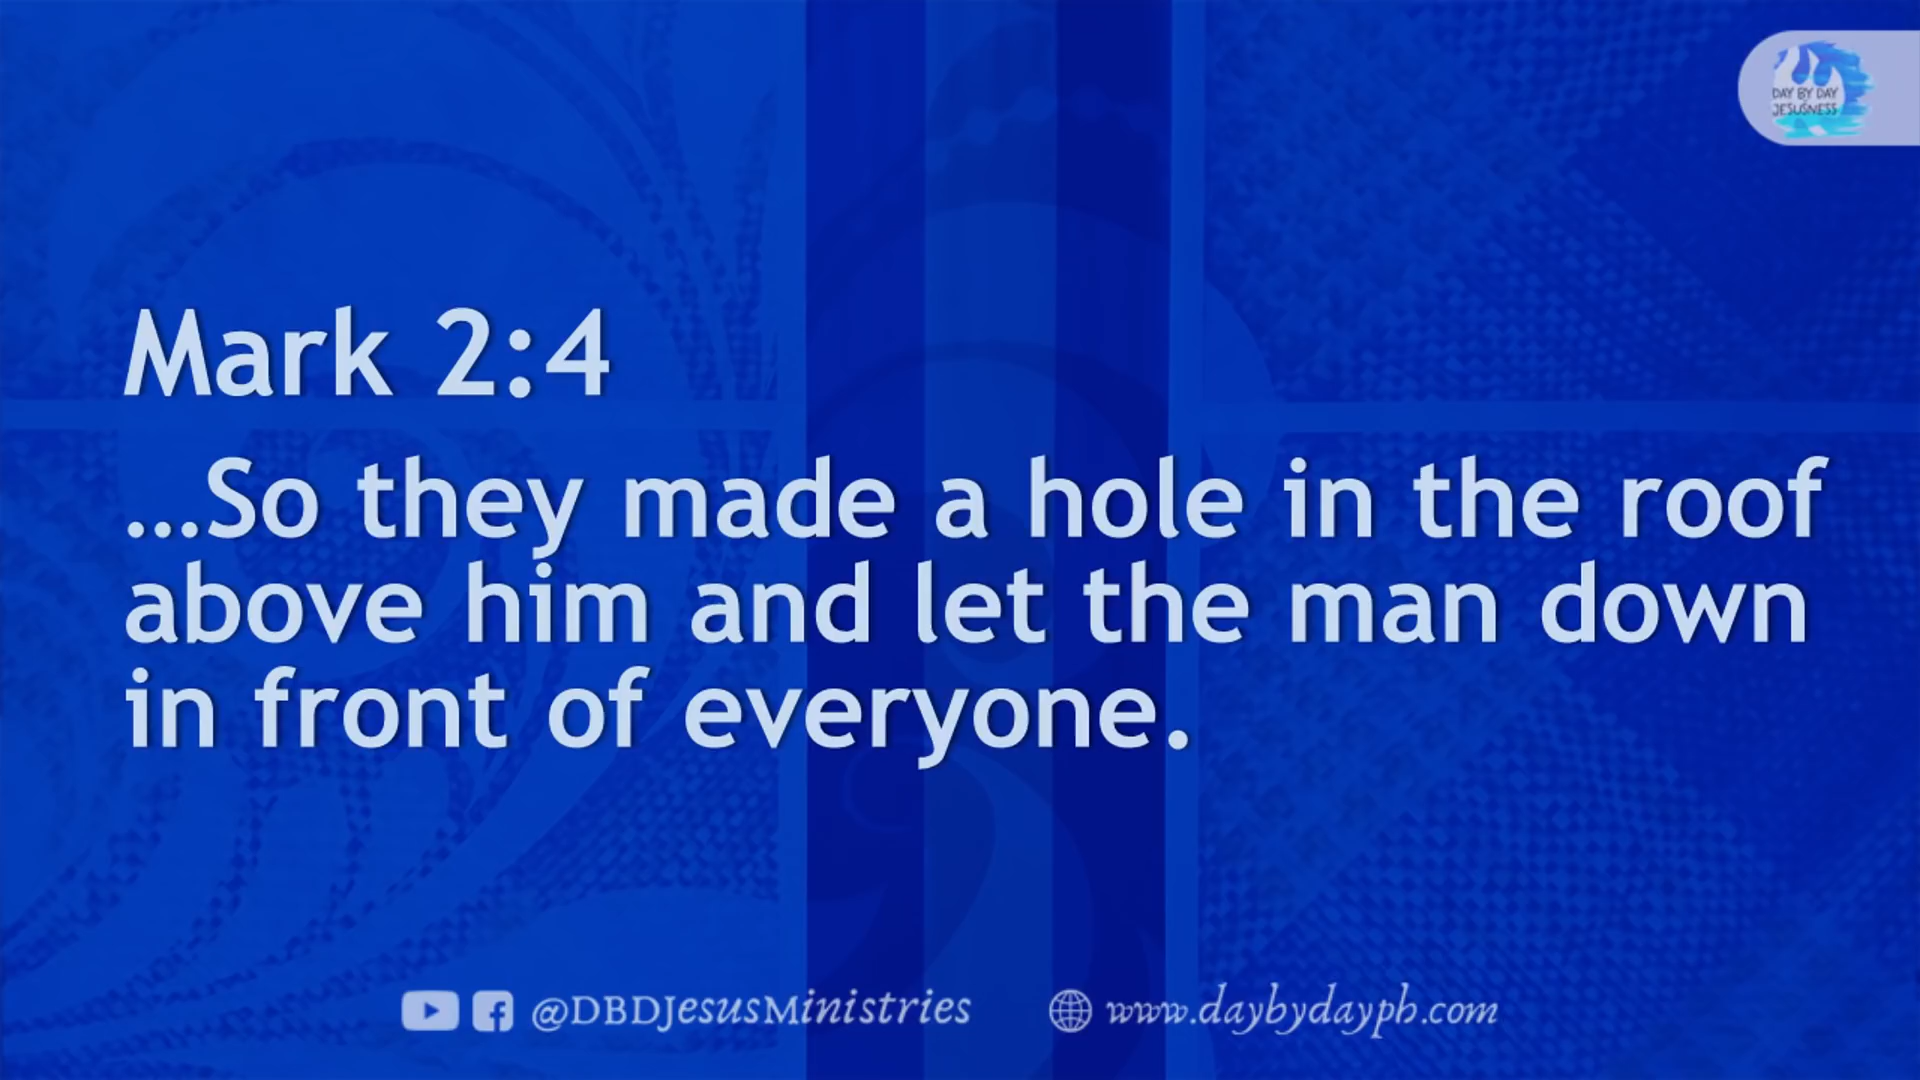 DAY BY DAY
JESUSNESS
Mark 2:4
...So they made a hole in the roof
above him and let the man down
in front of everyone.
@DBDJesusMinistries
www.daybydayph.com